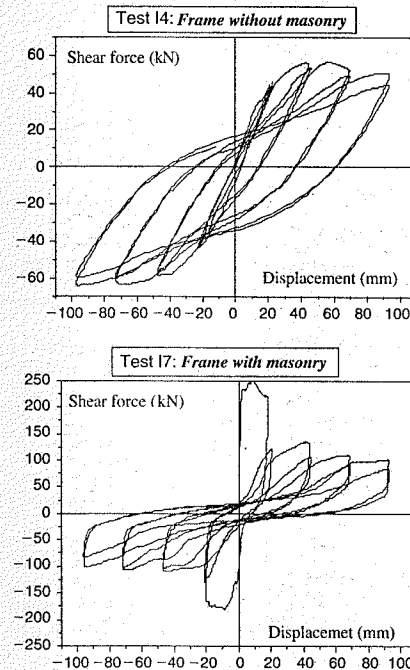 Test I4: Frame without masonry
Shear force (kN)
60
40
20
0
−20
−40
−60
Displacement (mm)
−100 −80 −60 −40 −20 0 20 40 60 80 100
Test I7: Frame with masonry
250
Shear force (kN)
200
150
100
50
0
−50
−100
−150
−200
−250
Displacemet (mm)
−100 −80 −60 −40 −20 0 20 40 60 80 100